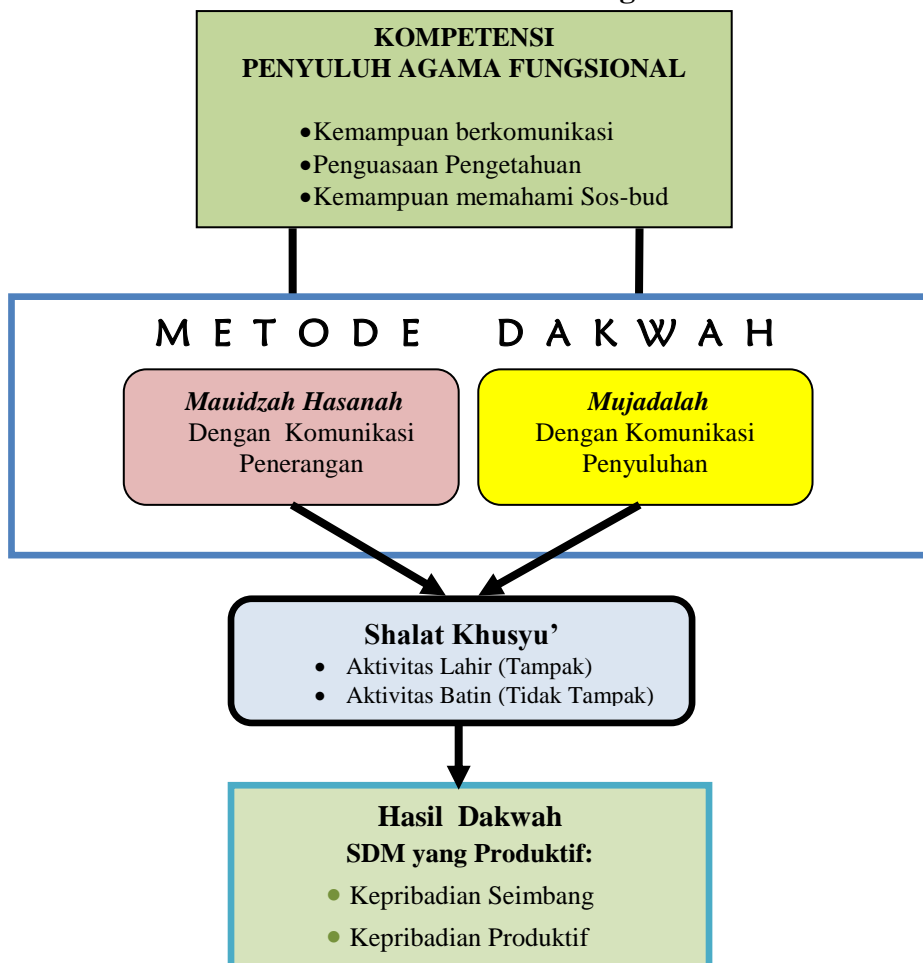 KOMPETENSI
PENYULUH AGAMA FUNGSIONAL
•Kemampuan berkomunikasi
•Penguasaan Pengetahuan
•Kemampuan memahami Sos-bud
METODE DAKWAH
Mauidzah Hasanah
Dengan Komunikasi
Penerangan
Mujadalah
Dengan Komunikasi
Penyuluhan
Shalat Khusyu’
• Aktivitas Lahir (Tampak)
• Aktivitas Batin (Tidak Tampak)
Hasil Dakwah
SDM yang Produktif:
• Kepribadian Seimbang
• Kepribadian Produktif